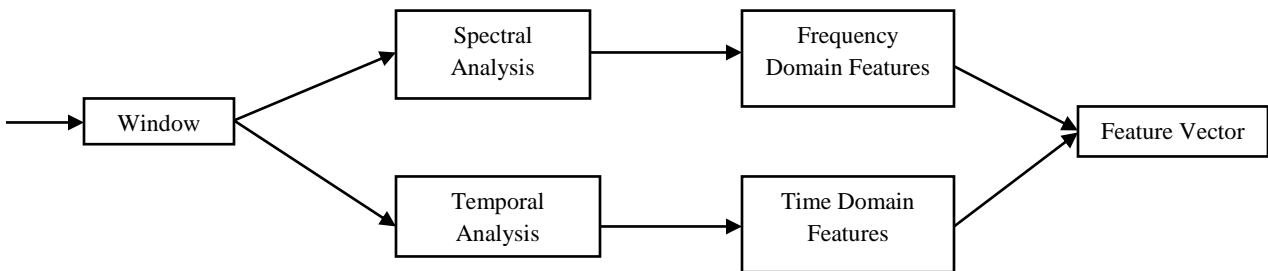 Spectral
Analysis
Frequency
Domain Features
Window
Feature Vector
Temporal
Analysis
Time Domain
Features